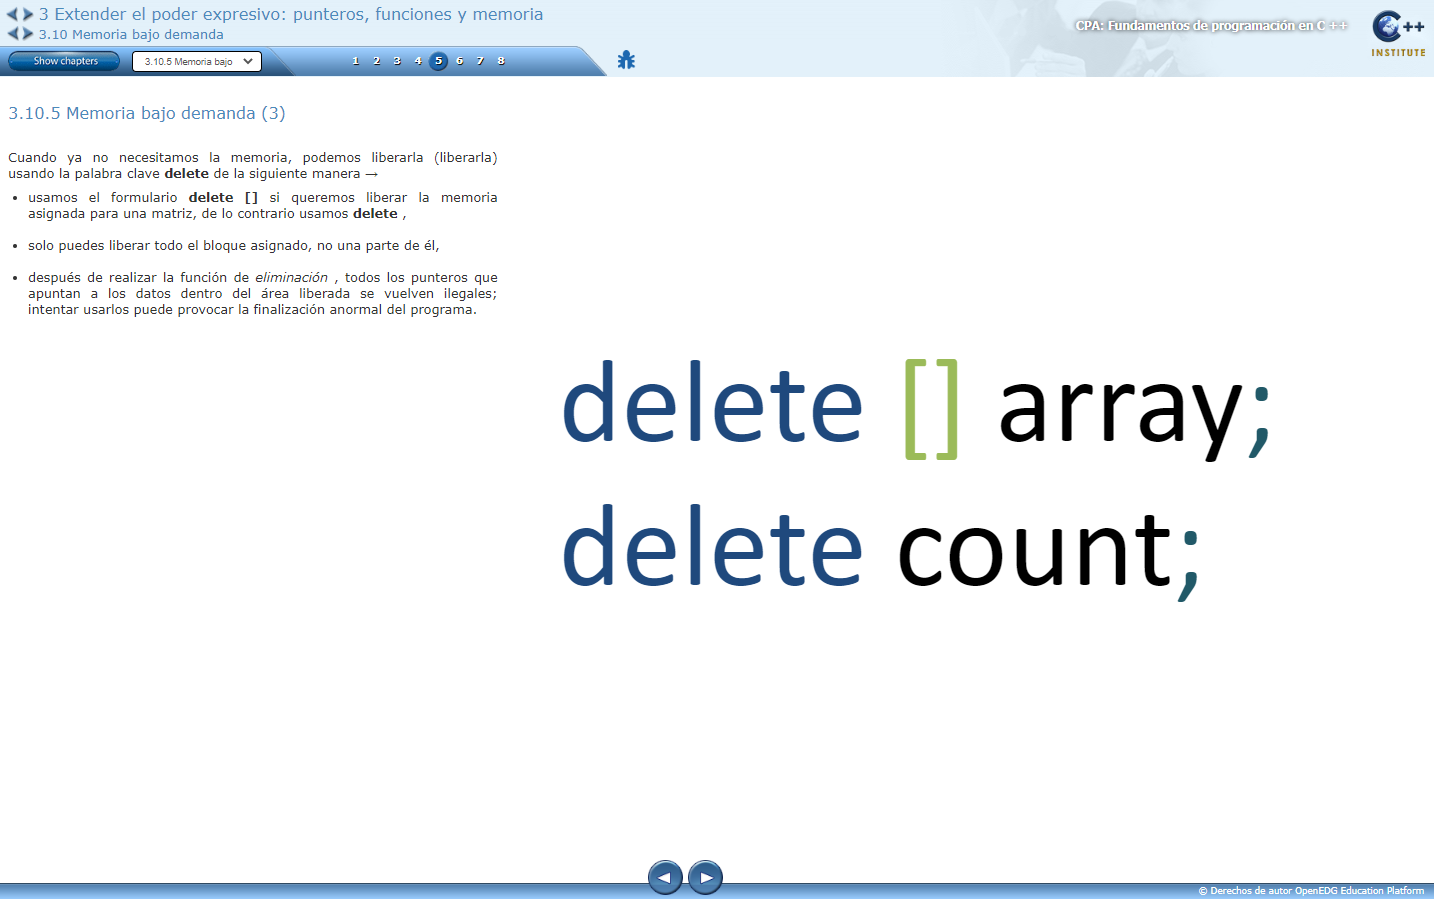 3 Extender el poder expresivo: punteros, funciones y memoria
3.10 Memoria bajo demanda
CPA: Fundamentos de programación en C ++
C++
INSTITUTE
Show chapters
3.10.5 Memoria bajo
1 2 3 4 5 6 7 8
3.10.5 Memoria bajo demanda (3)
Cuando ya no necesitamos la memoria, podemos liberarla (liberarla)
usando la palabra clave delete de la siguiente manera →
• usamos el formulario delete [] si queremos liberar la memoria
asignada para una matriz, de lo contrario usamos delete ,
• solo puedes liberar todo el bloque asignado, no una parte de él,
• después de realizar la función de eliminación , todos los punteros que
apuntan a los datos dentro del área liberada se vuelven ilegales;
intentar usarlos puede provocar la finalización anormal del programa.
delete [] array;
delete count;
© Derechos de autor OpenEDG Education Platform